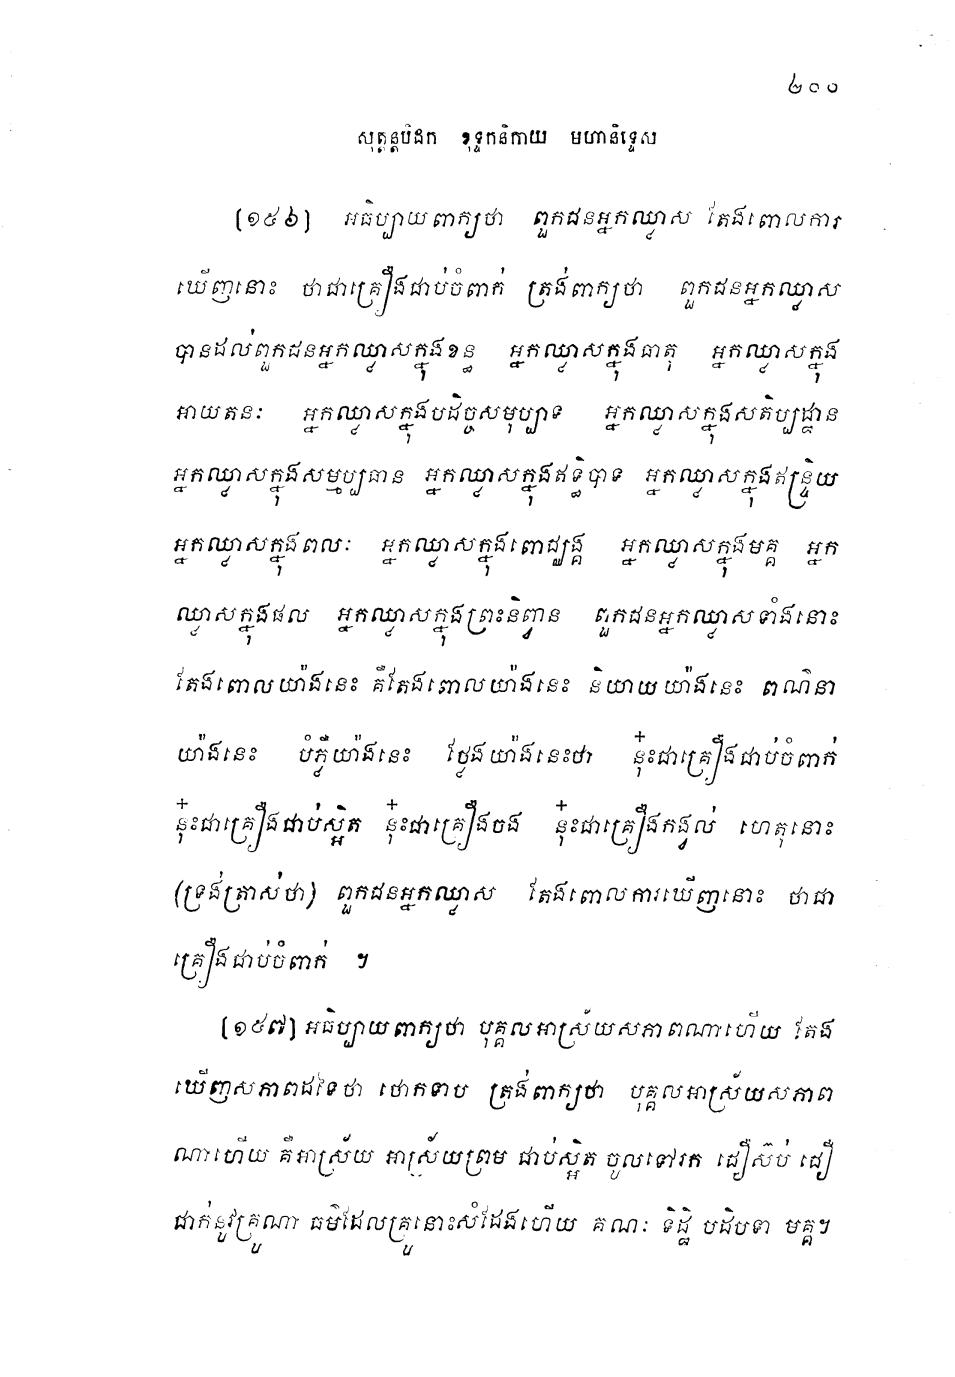 ២០០
សុត្តន្តបិដក ខុទ្ទកនិកាយ មហានិទ្ទេស
[១៥៦] អធិប្បាយពាក្យថា ពួកជនអ្នកឈ្លាស តែងពោលការ
ឃើញនោះ ថាជាគ្រឿងជាប់ចំពាក់ ត្រង់ពាក្យថា ពួកជនអ្នកឈ្លាស
បានដល់ពួកជនអ្នកឈ្លាសក្នុងខន្ធ អ្នកឈ្លាសក្នុងធាតុ អ្នកឈ្លាសក្នុង
អាយតនៈ អ្នកឈ្លាសក្នុងបដិច្ចសមុប្បាទ អ្នកឈ្លាសក្នុងសតិប្បដ្ឋាន
អ្នកឈ្លាសក្នុងសម្មប្បធាន អ្នកឈ្លាសក្នុងឥទ្ធិបាទ អ្នកឈ្លាសក្នុងឥន្ទ្រិយ
អ្នកឈ្លាសក្នុងពលៈ អ្នកឈ្លាសក្នុងពោជ្ឈង្គ អ្នកឈ្លាសក្នុងមគ្គ អ្នក
ឈ្លាសក្នុងផល អ្នកឈ្លាសក្នុងព្រះនិព្វាន ពួកជនអ្នកឈ្លាសទាំងនោះ
តែងពោលយ៉ាងនេះ គឺតែងពោលយ៉ាងនេះ និយាយយ៉ាងនេះ ពណ៌នា
យ៉ាងនេះ បំភ្លឺយ៉ាងនេះ ថ្លែងយ៉ាងនេះថា នុ៎ះជាគ្រឿងជាប់ចំពាក់
នុ៎ះជាគ្រឿងជាប់ស្អិត នុ៎ះជាគ្រឿងចង នុ៎ះជាគ្រឿងកង្វល់ ហេតុនោះ
(ទ្រង់ត្រាស់ថា) ពួកជនអ្នកឈ្លាស តែងពោលការឃើញនោះ ថាជា
គ្រឿងជាប់ចំពាក់ ។
[១៥៧] អធិប្បាយពាក្យថា បុគ្គលអាស្រ័យសភាពណាហើយ តែង
ឃើញសភាពដទៃថា ថោកទាប ត្រង់ពាក្យថា បុគ្គលអាស្រ័យសភាព
ណាហើយ គឺអាស្រ័យ អាស្រ័យព្រម ជាប់ស្អិត ចូលទៅរក ជឿស៊ប់ ជឿ
ជាក់នូវគ្រូណា ធម៌ដែលគ្រូនោះសំដែងហើយ គណៈ ទិដ្ឋិ បដិបទា មគ្គ។